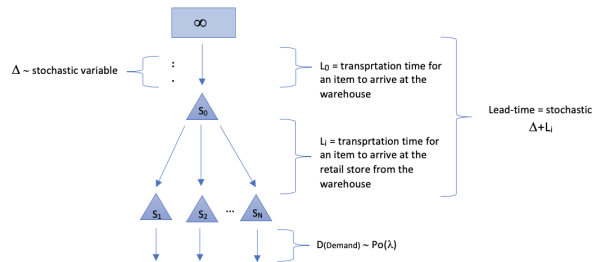 ∞
Δ ~ stochastic variable
:
.
L₀ = transprtation time for
an item to arrive at the
warehouse
S₀
Lead-time = stochastic
Δ+Lᵢ
Lᵢ = transprtation time for
an item to arrive at the
retail store from the
warehouse
S₁ S₂ ... S_N
D(Demand) ~ Po(λ)